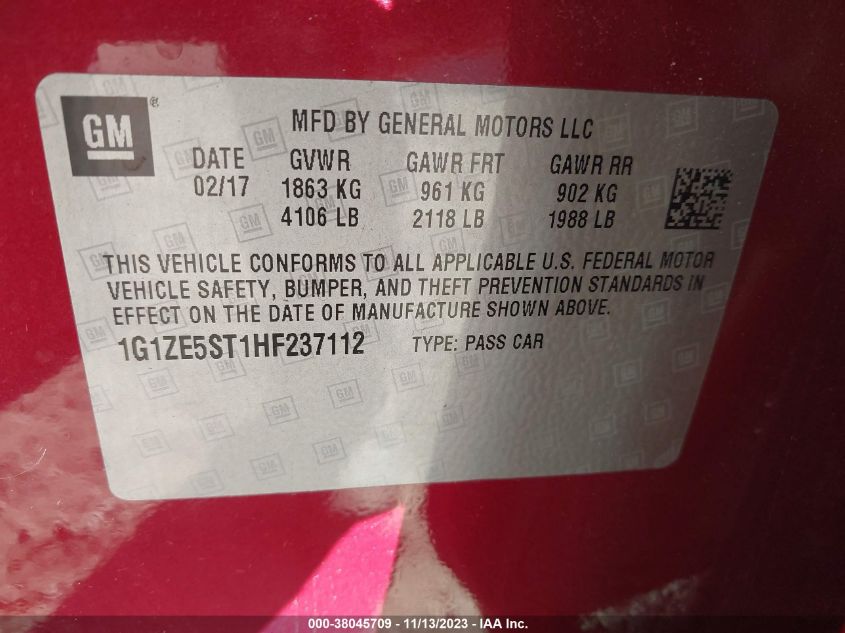 GM ®
MFD BY GENERAL MOTORS LLC
DATE GVWR GAWR FRT GAWR RR
02/17 1863 KG 961 KG 902 KG
4106 LB 2118 LB 1988 LB
THIS VEHICLE CONFORMS TO ALL APPLICABLE U.S. FEDERAL MOTOR
VEHICLE SAFETY, BUMPER, AND THEFT PREVENTION STANDARDS IN
EFFECT ON THE DATE OF MANUFACTURE SHOWN ABOVE.
1G1ZE5ST1HF237112 TYPE: PASS CAR
000-38045709 - 11/13/2023 - IAA Inc.